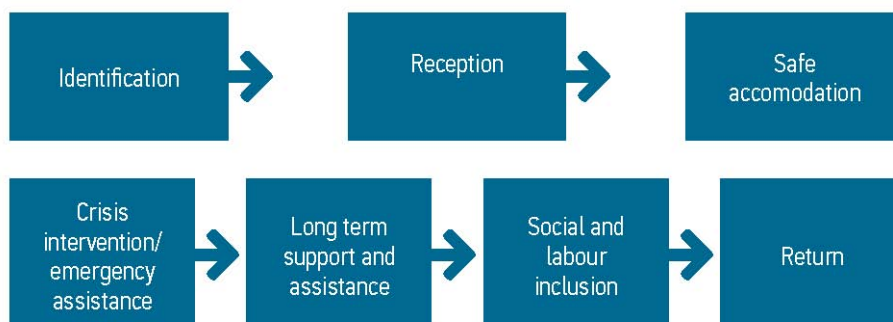 Identification
Reception
Safe
accomodation
Crisis
intervention/
emergency
assistance
Long term
support and
assistance
Social and
labour
inclusion
Return